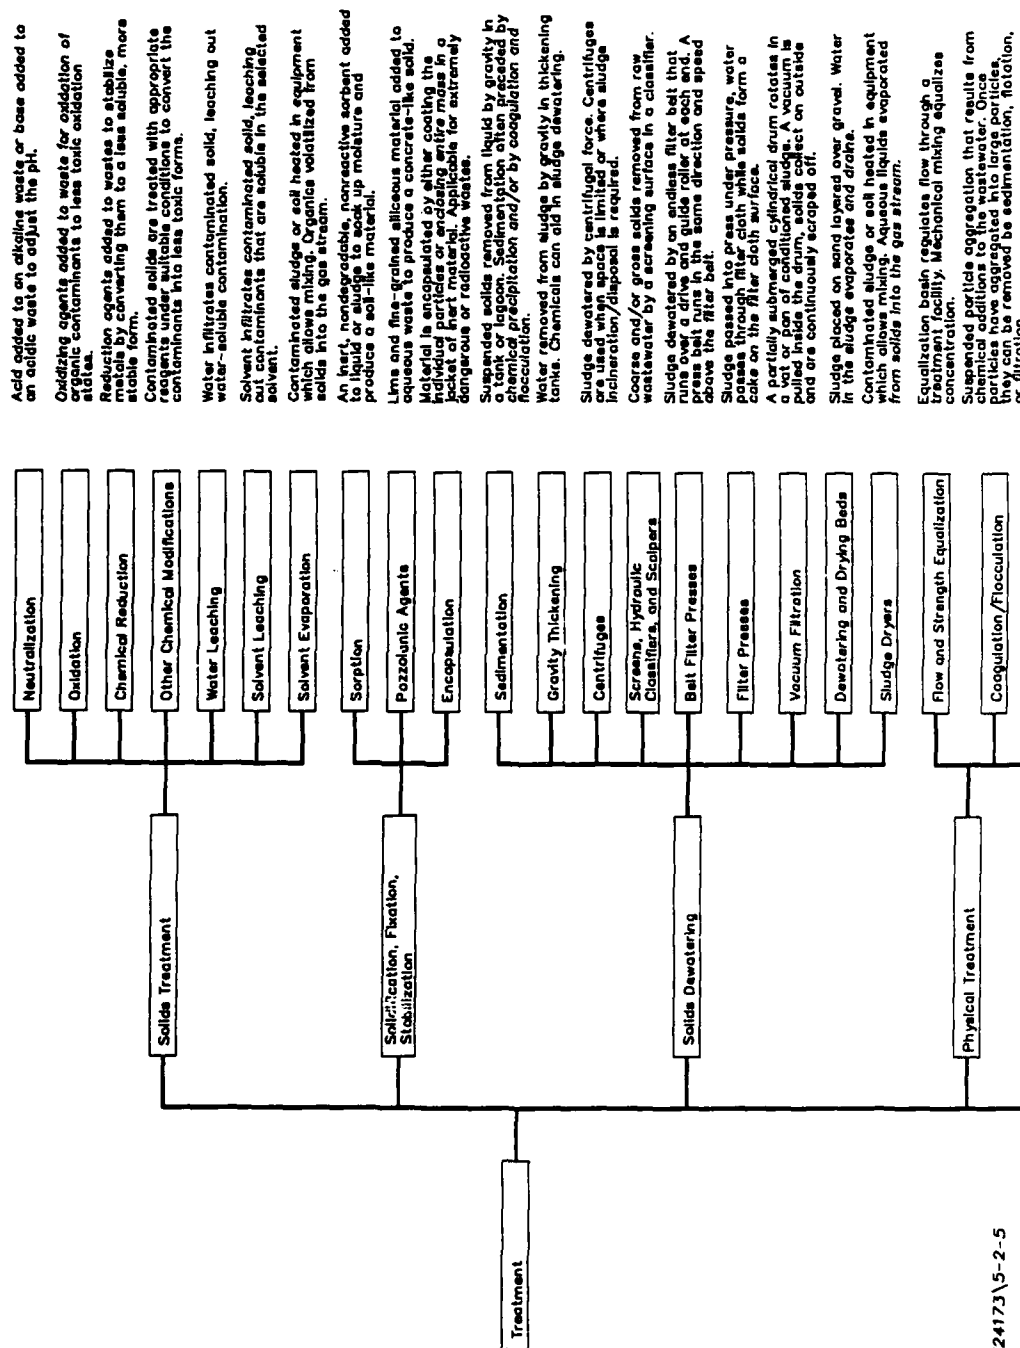 Treatment
Solids Treatment
Neutralization
Acid added to an alkaline waste or base added to
an acidic waste to adjust the pH.
Oxidation
Oxidizing agents added to waste for oxidation of
organic contaminants to less toxic oxidation
states.
Chemical Reduction
Reduction agents added to wastes to stabilize
metals by converting them to a less soluble, more
stable form.
Other Chemical Modifications
Contaminated solids are treated with appropriate
reagents under suitable conditions to convert the
contaminants into less toxic forms.
Water Leaching
Water infiltrates contaminated solid, leaching out
water-soluble contamination.
Solvent Leaching
Solvent infiltrates contaminated solid, leaching
out contaminants that are soluble in the selected
solvent.
Solvent Evaporation
Contaminated sludge or soil heated in equipment
which allows mixing. Organics volatilized from
solids into the gas stream.
Solidification, Fixation,
Stabilization
Sorption
An inert, nondegradable, nonreactive sorbent added
to liquid or sludge to soak up moisture and
produce a soil-like material.
Pozzolunic Agents
Lime and fine-grained siliceous material added to
aqueous waste to produce a concrete-like solid.
Encapsulation
Material is encapsulated by either coating the
individual particles or enclosing entire mass in a
jacket of inert material. Applicable for extremely
dangerous or radioactive wastes.
Solids Dewatering
Sedimentation
Suspended solids removed from liquid by gravity in
a tank or lagoon. Sedimention often preceded by
chemical precipitation and/or by coagulation and
flocculation.
Gravity Thickening
Water removed from sludge by gravity in thickening
tanks. Chemicals can aid in sludge dewatering.
Centrifuges
Sludge dewatered by centrifugal force. Centrifuges
are used when space is limited or where sludge
incineration/disposal is required.
Screens, Hydraulic
Classifiers, and Scalpers
Coarse and/or gross solids removed from raw
wastewater by a screening surface in a classifier.
Belt Filter Presses
Sludge dewatered by an endless filter belt that
runs over a drive and guide roller at each end. A
press belt runs in the same direction and speed
above the filter belt.
Filter Presses
Sludge passed into press under pressure, water
passes through filter cloth while solids form a
cake on the filter cloth surface.
Vacuum Filtration
A partially submerged cylindrical drum rotates in
a vat or pan of conditioned sludge. A vacuum is
pulled inside the drum, solids collect on outside
and are continuously scraped off.
Dewatering and Drying Beds
Sludge placed on sand layered over gravel. Water
in the sludge evaporates and drains.
Sludge Dryers
Contaminated sludge or soil heated in equipment
which allows mixing. Aqueous liquids evaporated
from solids into the gas stream.
Physical Treatment
Flow and Strength Equalization
Equalization basin regulates flow through a
treatment facility. Mechanical mixing equalizes
concentration.
Coagulation/Flocculation
Suspended particle aggregation that results from
chemical additions to the wastewater. Once
particles have aggregated into large particles,
they can be removed be sedimentation, flotation,
or filtration.
24173\5-2-5